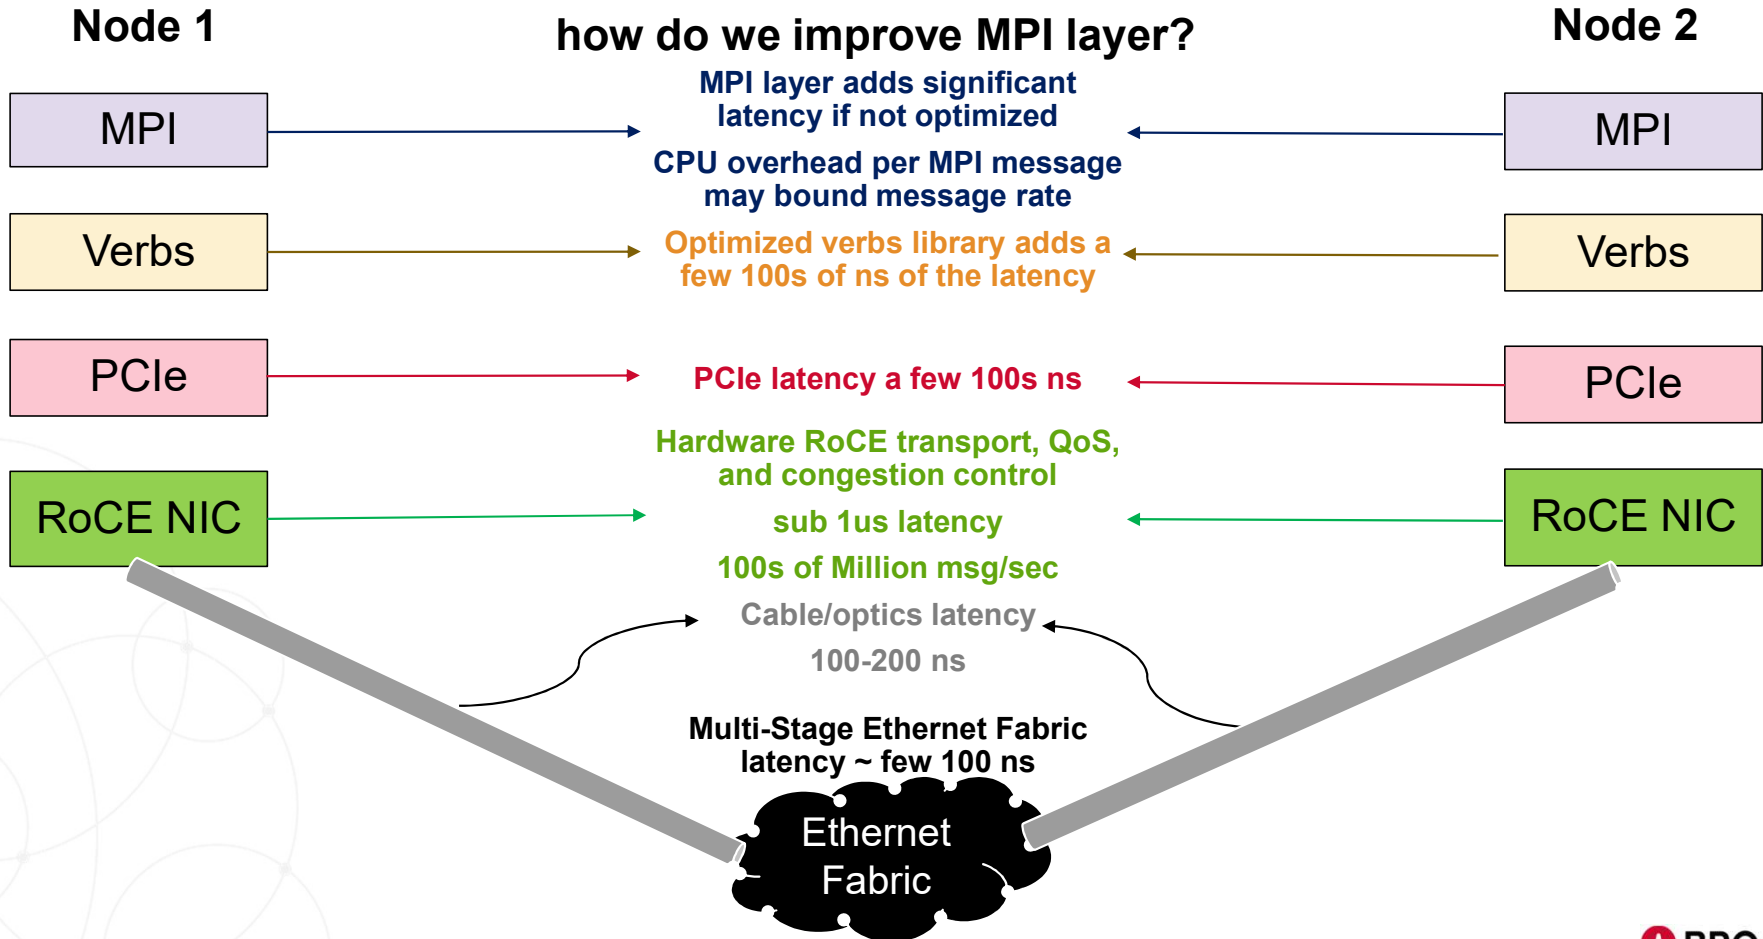 Node 1
how do we improve MPI layer?
Node 2
MPI
MPI layer adds significant
latency if not optimized
CPU overhead per MPI message
may bound message rate
MPI
Verbs
Optimized verbs library adds a
few 100s of ns of the latency
Verbs
PCIe
PCIe latency a few 100s ns
PCIe
RoCE NIC
Hardware RoCE transport, QoS,
and congestion control
sub 1us latency
100s of Million msg/sec
RoCE NIC
Cable/optics latency
100-200 ns
Multi-Stage Ethernet Fabric
latency ~ few 100 ns
Ethernet
Fabric